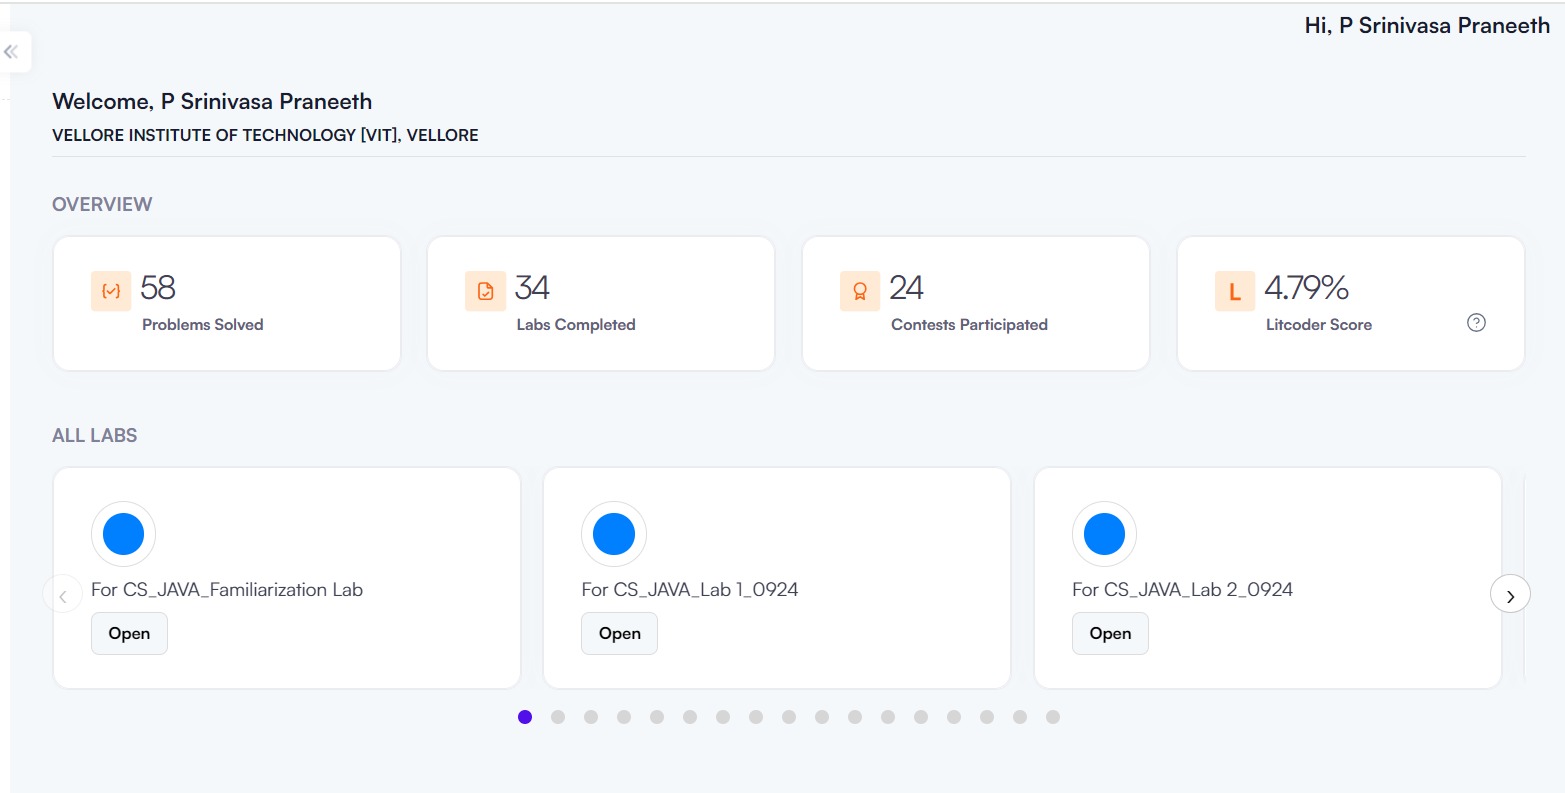 Hi, P Srinivasa Praneeth
Welcome, P Srinivasa Praneeth
VELLORE INSTITUTE OF TECHNOLOGY [VIT], VELLORE
OVERVIEW
58
Problems Solved
34
Labs Completed
24
Contests Participated
L
4.79%
Litcoder Score
?
ALL LABS
For CS_JAVA_Familiarization Lab
Open
For CS_JAVA_Lab 1_0924
Open
For CS_JAVA_Lab 2_0924
Open